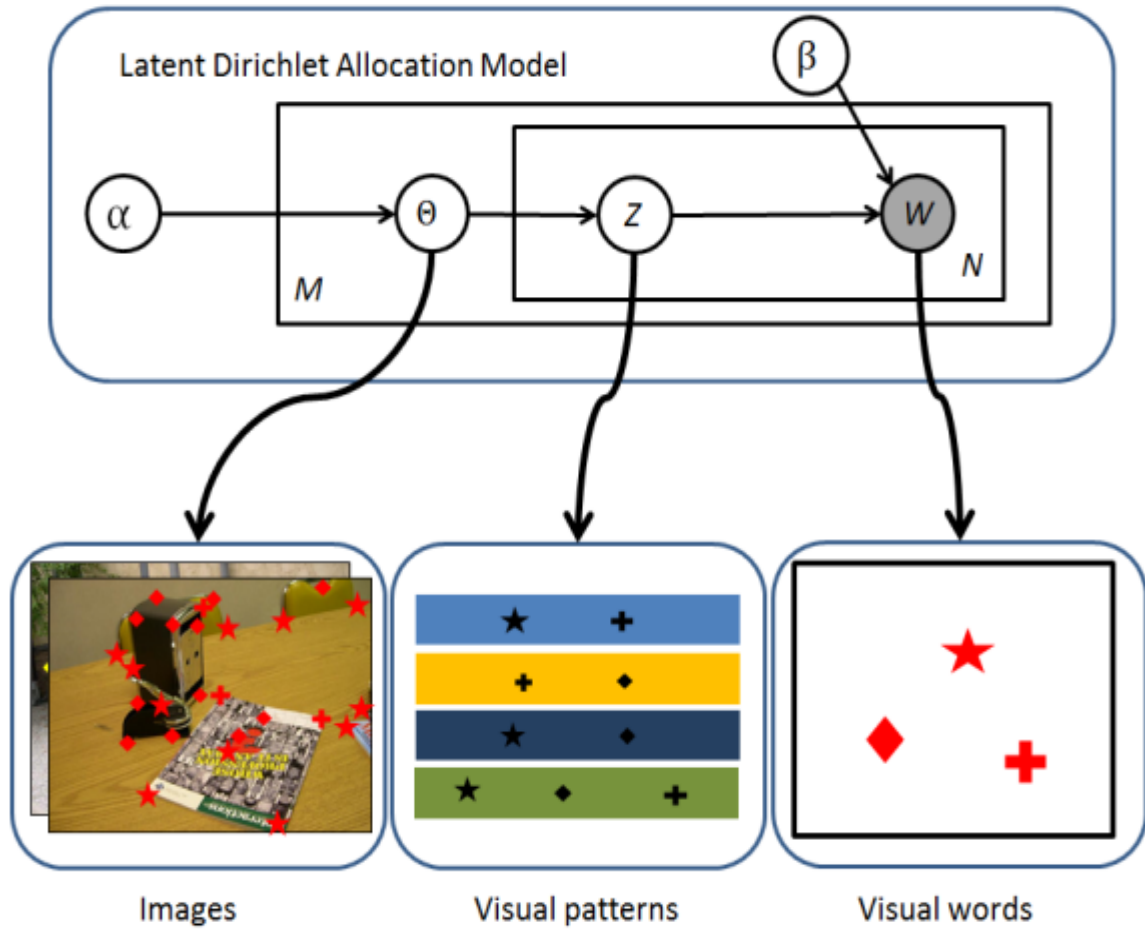 Latent Dirichlet Allocation Model
β
α
Θ
Z
W
M
N
Images
Visual patterns
Visual words